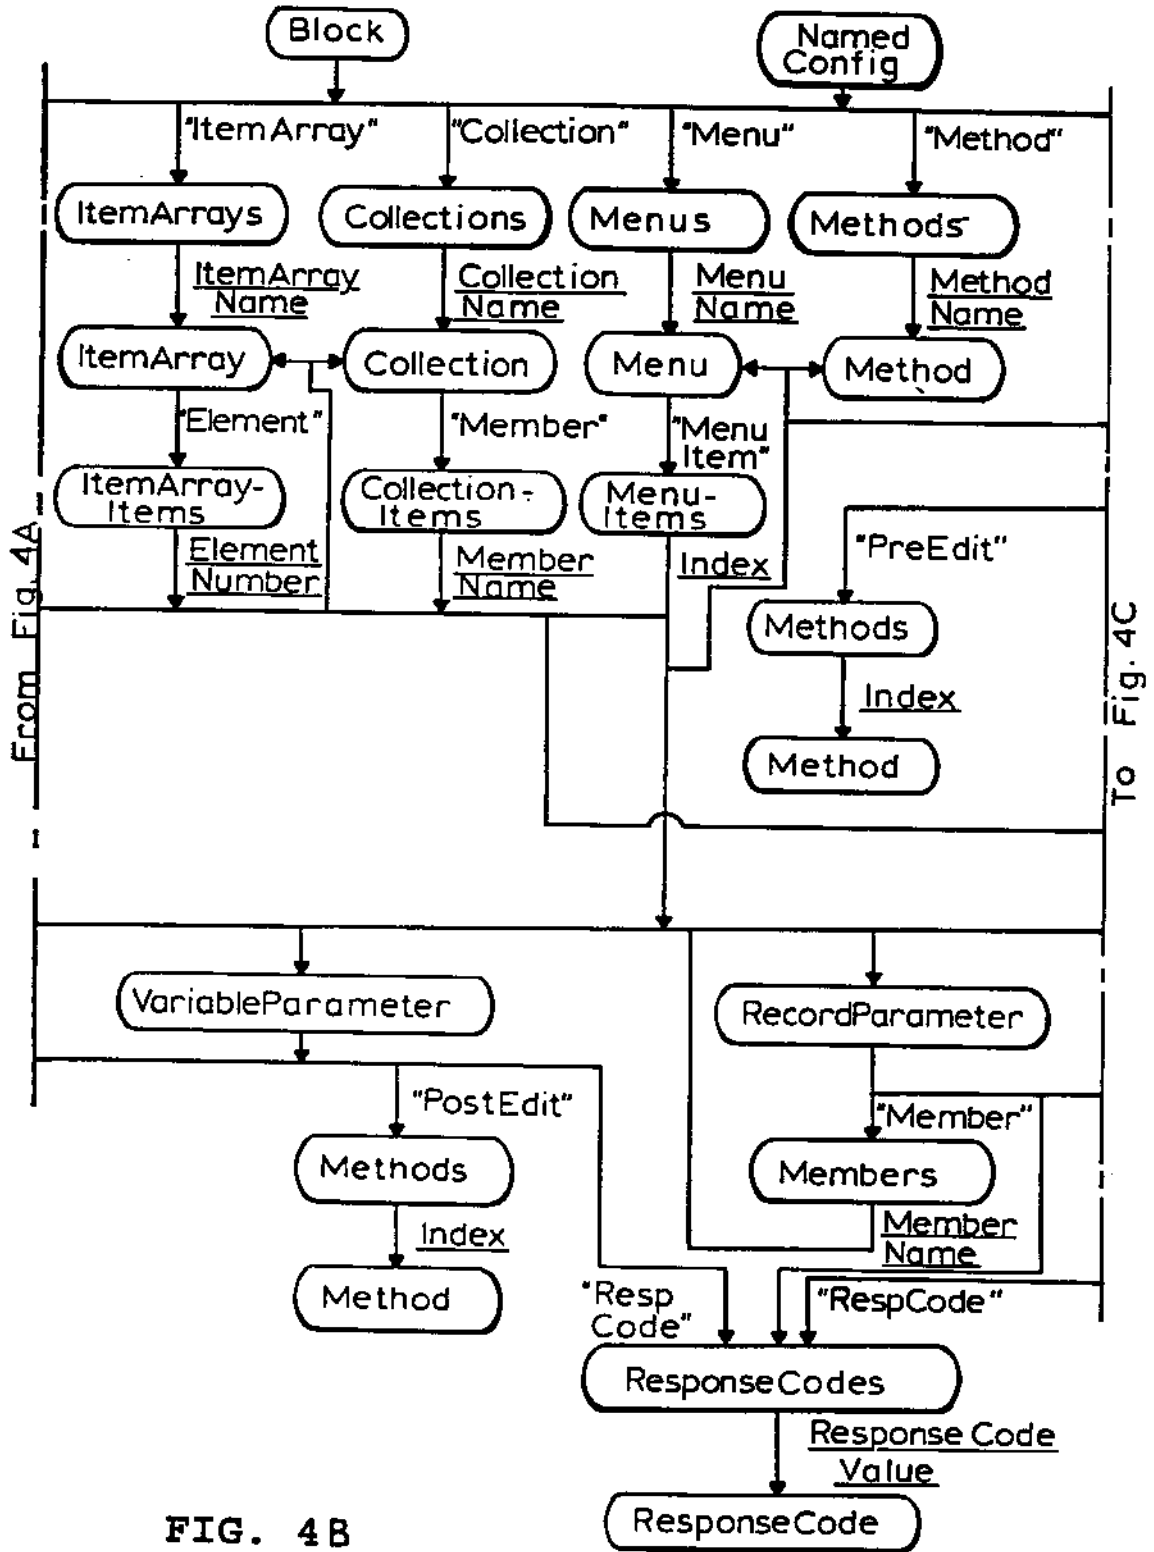 Block
Named
Config
"ItemArray"
"Collection"
"Menu"
"Method"
ItemArrays
Collections
Menus
Methods
ItemArray
Name
Collection
Name
Menu
Name
Method
Name
ItemArray
Collection
Menu
Method
"Element"
"Member"
"Menu
Item"
ItemArray-
Items
Collection-
Items
Menu-
Items
"PreEdit"
Element
Number
Member
Name
Index
Methods
Index
Method
From Fig. 4A
To Fig. 4C
VariableParameter
RecordParameter
"PostEdit"
"Member"
Methods
Members
Index
Member
Name
Method
"Resp
Code"
"RespCode"
ResponseCodes
Response Code
Value
ResponseCode
FIG. 4B